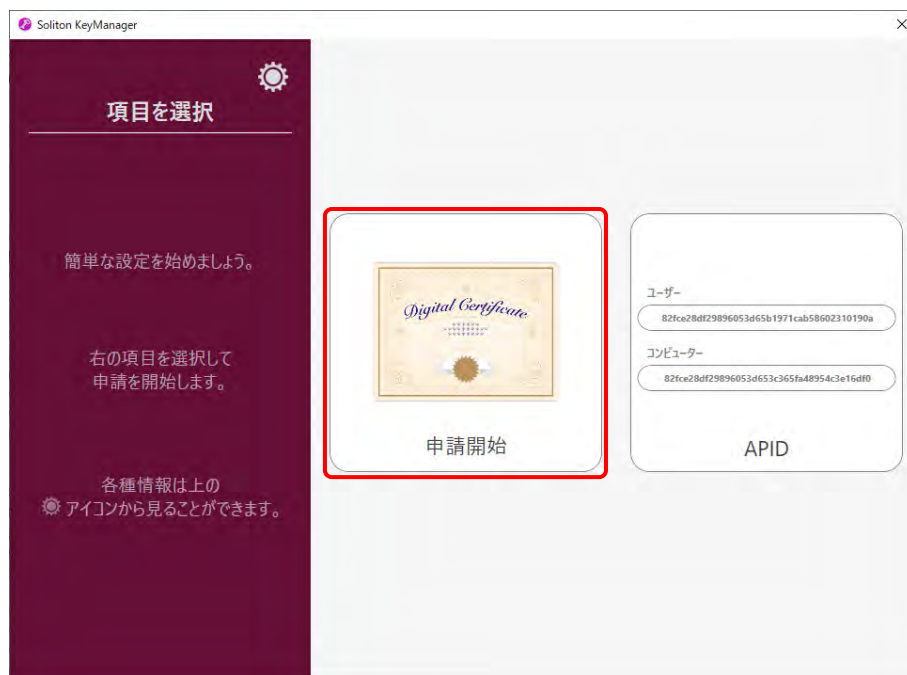 Soliton KeyManager
項目を選択
簡単な設定を始めましょう。
右の項目を選択して
申請を開始します。
各種情報は上の
アイコンから見ることができます。
Digital Certificate
申請開始
ユーザー
82fce28df29896053d65b1971cab58602310190a
コンピューター
82fce28df29896053d653c365fa48954c3e16df0
APID